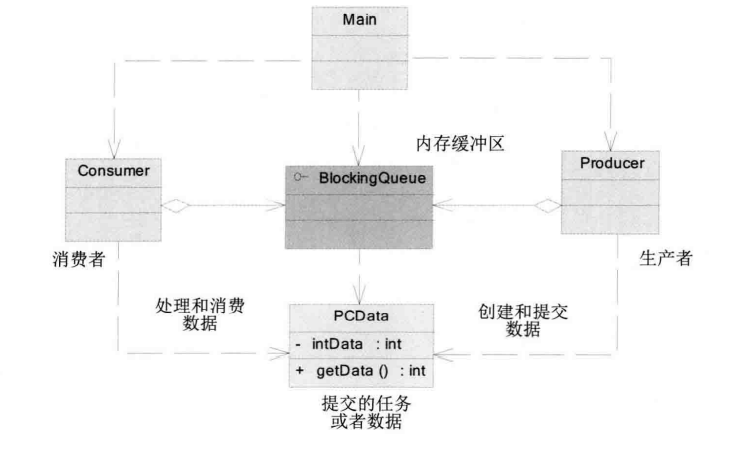 Main
内存缓冲区
Consumer
BlockingQueue
Producer
消费者
生产者
处理和消费
数据
PCData
创建和提交
数据
- intData : int
+ getData () : int
提交的任务
或者数据